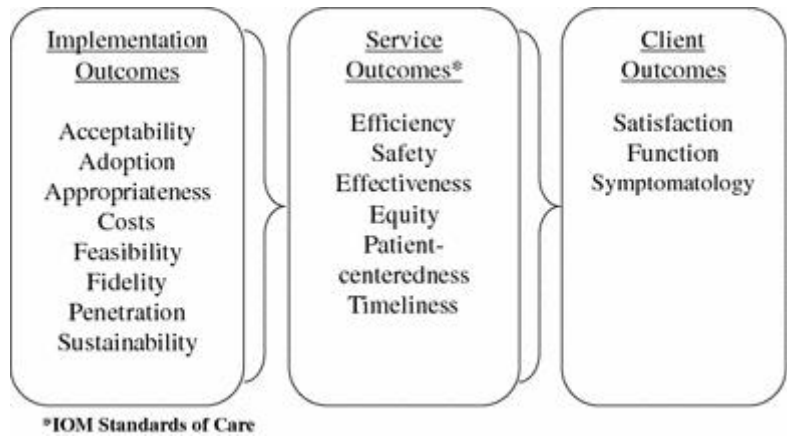 Implementation
Outcomes
Acceptability
Adoption
Appropriateness
Costs
Feasibility
Fidelity
Penetration
Sustainability
Service
Outcomes*
Efficiency
Safety
Effectiveness
Equity
Patient-
centeredness
Timeliness
Client
Outcomes
Satisfaction
Function
Symptomatology
*IOM Standards of Care